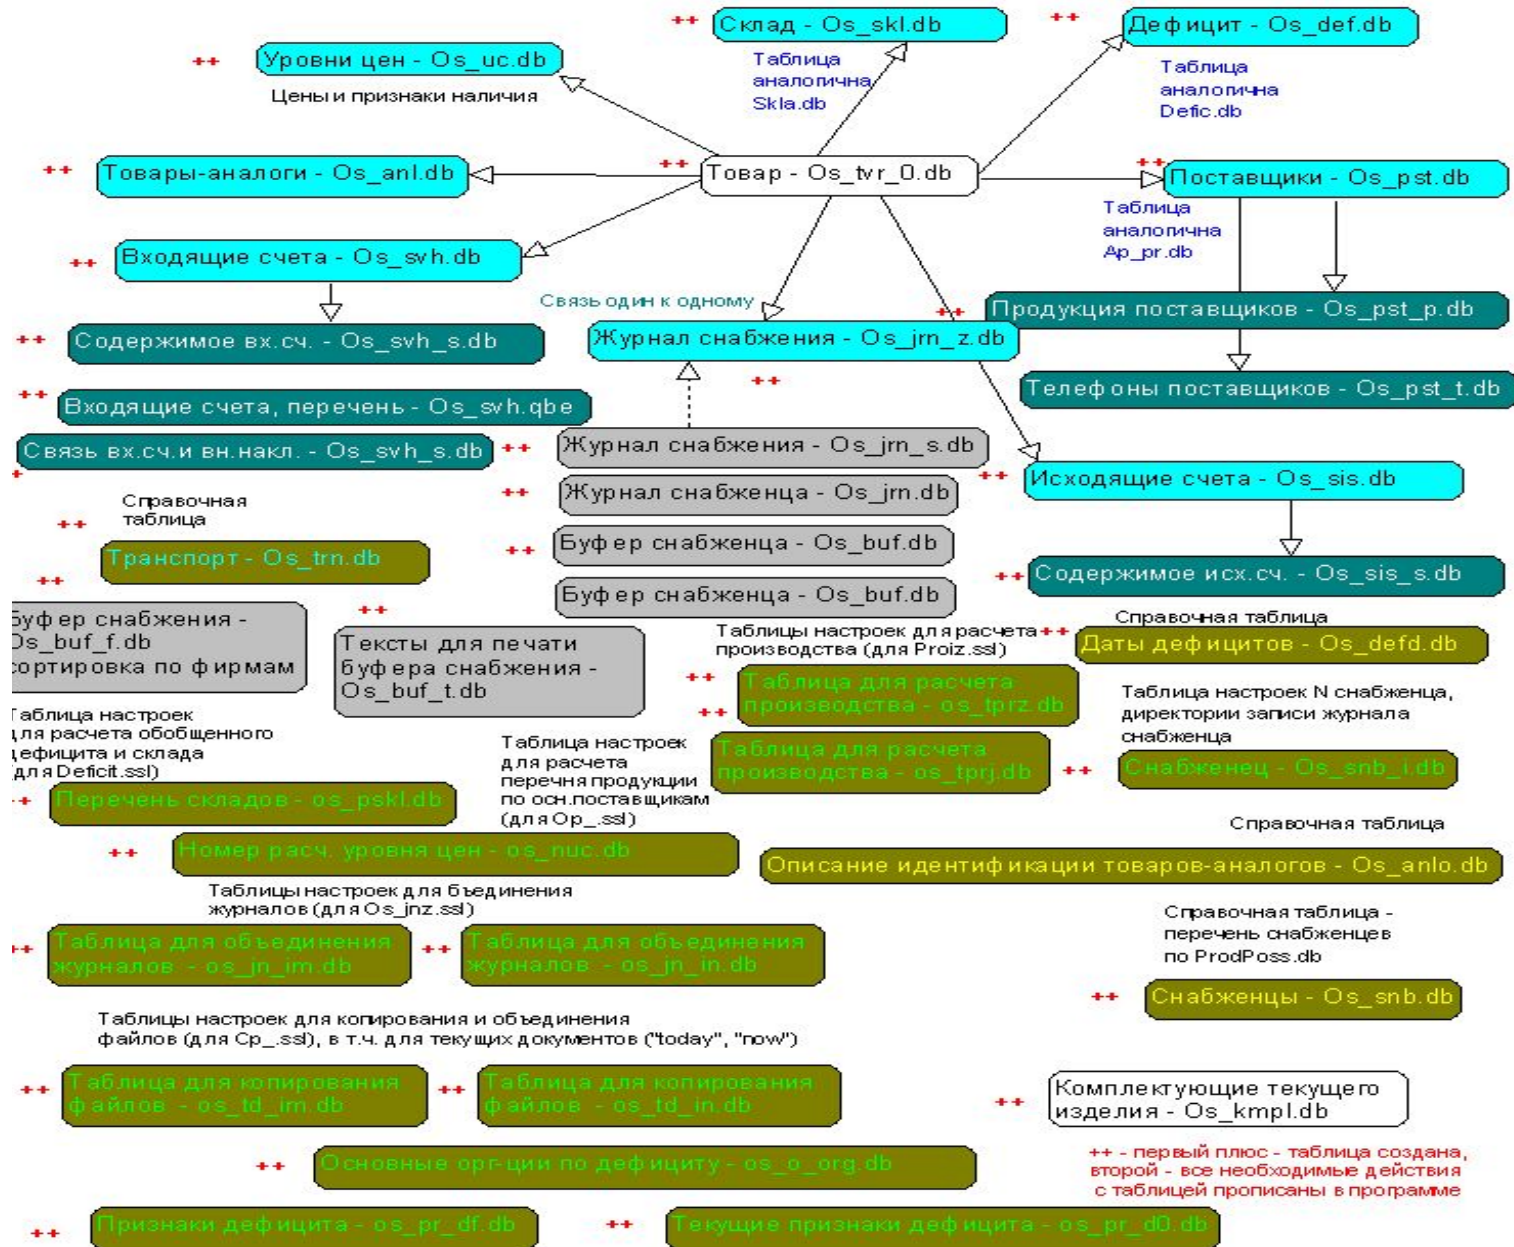 ++ Склад - Os_skl.db
++ Дефицит - Os_def.db
++ Уровни цен - Os_uc.db
Таблица
аналогична
Skla.db
Таблица
аналогична
Defic.db
Цены и признаки наличия
++ Товары-аналоги - Os_anl.db
++ Товар - Os_tvr_0.db
++ Поставщики - Os_pst.db
Таблица
аналогична
Ap_pr.db
++ Входящие счета - Os_svh.db
Связь один к одному
++ Продукция поставщиков - Os_pst_p.db
++ Содержимое вх.сч. - Os_svh_s.db
Журнал снабжения - Os_jrn_z.db
++
Телефоны поставщиков - Os_pst_t.db
++ Входящие счета, перечень - Os_svh.qbe
Связь вх.сч.и вн.накл. - Os_svh_s.db
++ Журнал снабжения - Os_jrn_s.db
++ Исходящие счета - Os_sis.db
++ Журнал снабженца - Os_jrn.db
Справочная
таблица
++
++ Буфер снабженца - Os_buf.db
Транспорт - Os_trn.db
++
++ Содержимое исх.сч. - Os_sis_s.db
Буфер снабженца - Os_buf.db
Буфер снабжения -
Os_buf_f.db
сортировка по фирмам
++
Тексты для печати
буфера снабжения -
Os_buf_t.db
Таблицы настроек для расчета
производства (для Proiz.ssl)
Справочная таблица
++ Даты дефицитов - Os_defd.db
++ Таблица для расчета
производства - os_tprz.db
Таблица настроек N снабженца,
директории записи журнала
снабженца
Таблица настроек
для расчета обобщенного
дефицита и склада
(для Deficit.ssl)
Таблица настроек
для расчета
перечня продукции
по осн.поставщикам
(для Op_.ssl)
++
Таблица для расчета
производства - os_tprj.db
++ Снабженец - Os_snb_i.db
++ Перечень складов - os_pskl.db
Справочная таблица
++ Номер расч. уровня цен - os_nuc.db
Описание идентификации товаров-аналогов - Os_anlo.db
Таблицы настроек для бъединения
журналов (для Os_jnz.ssl)
Справочная таблица -
перечень снабженцев
по ProdPoss.db
++ Таблица для объединения
журналов - os_jn_im.db
++ Таблица для объединения
журналов - os_jn_in.db
++ Снабженцы - Os_snb.db
Таблицы настроек для копирования и объединения
файлов (для Cp_.ssl), в т.ч. для текущих документов ("today", "now")
++ Таблица для копирования
файлов - os_td_im.db
++ Таблица для копирования
файлов - os_td_in.db
++ Комплектующие текущего
изделия - Os_kmpl.db
++ Основные орг-ции по дефициту - os_o_org.db
++ - первый плюс - таблица создана,
второй - все необходимые действия
с таблицей прописаны в программе
++ Признаки дефицита - os_pr_df.db
++ Текущие признаки дефицита - os_pr_d0.db